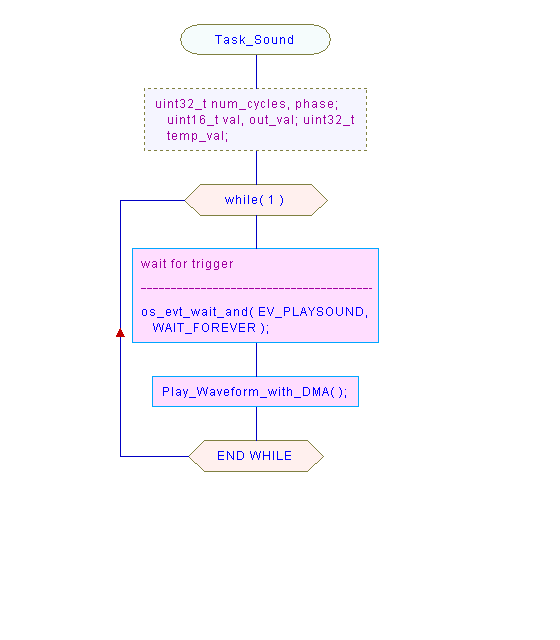 Task_Sound
uint32_t num_cycles, phase;
uint16_t val, out_val; uint32_t
temp_val;
while( 1 )
wait for trigger
----------------------------------------
os_evt_wait_and( EV_PLAYSOUND,
WAIT_FOREVER );
Play_Waveform_with_DMA( );
END WHILE